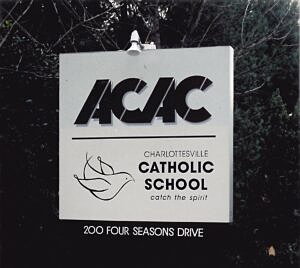 ACAC
CHARLOTTESVILLE
CATHOLIC
SCHOOL
catch the spirit
200 FOUR SEASONS DRIVE